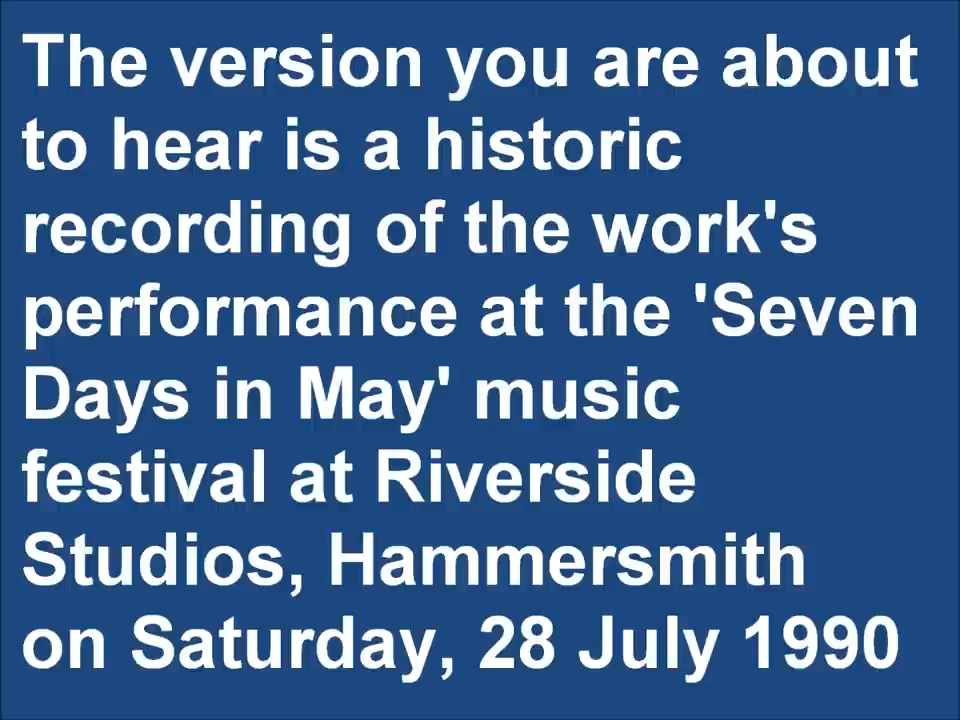 The version you are about
to hear is a historic
recording of the work's
performance at the 'Seven
Days in May' music
festival at Riverside
Studios, Hammersmith
on Saturday, 28 July 1990